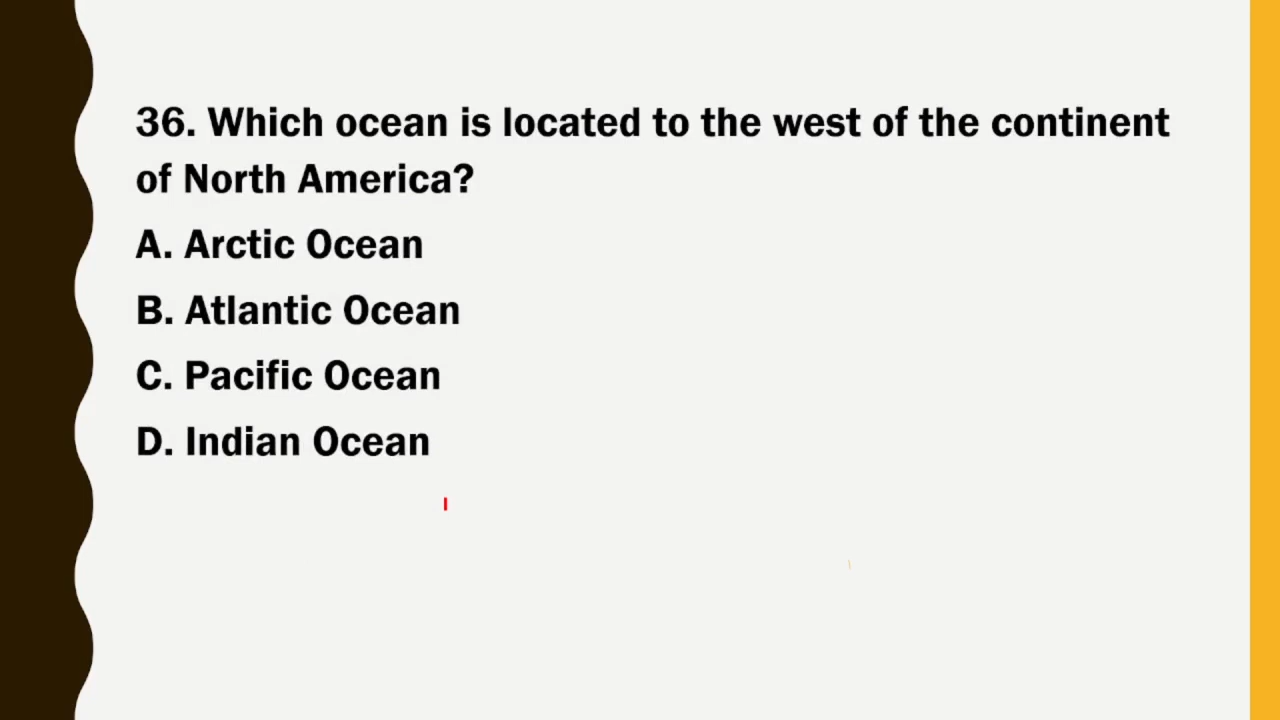 36. Which ocean is located to the west of the continent
of North America?
A. Arctic Ocean
B. Atlantic Ocean
C. Pacific Ocean
D. Indian Ocean